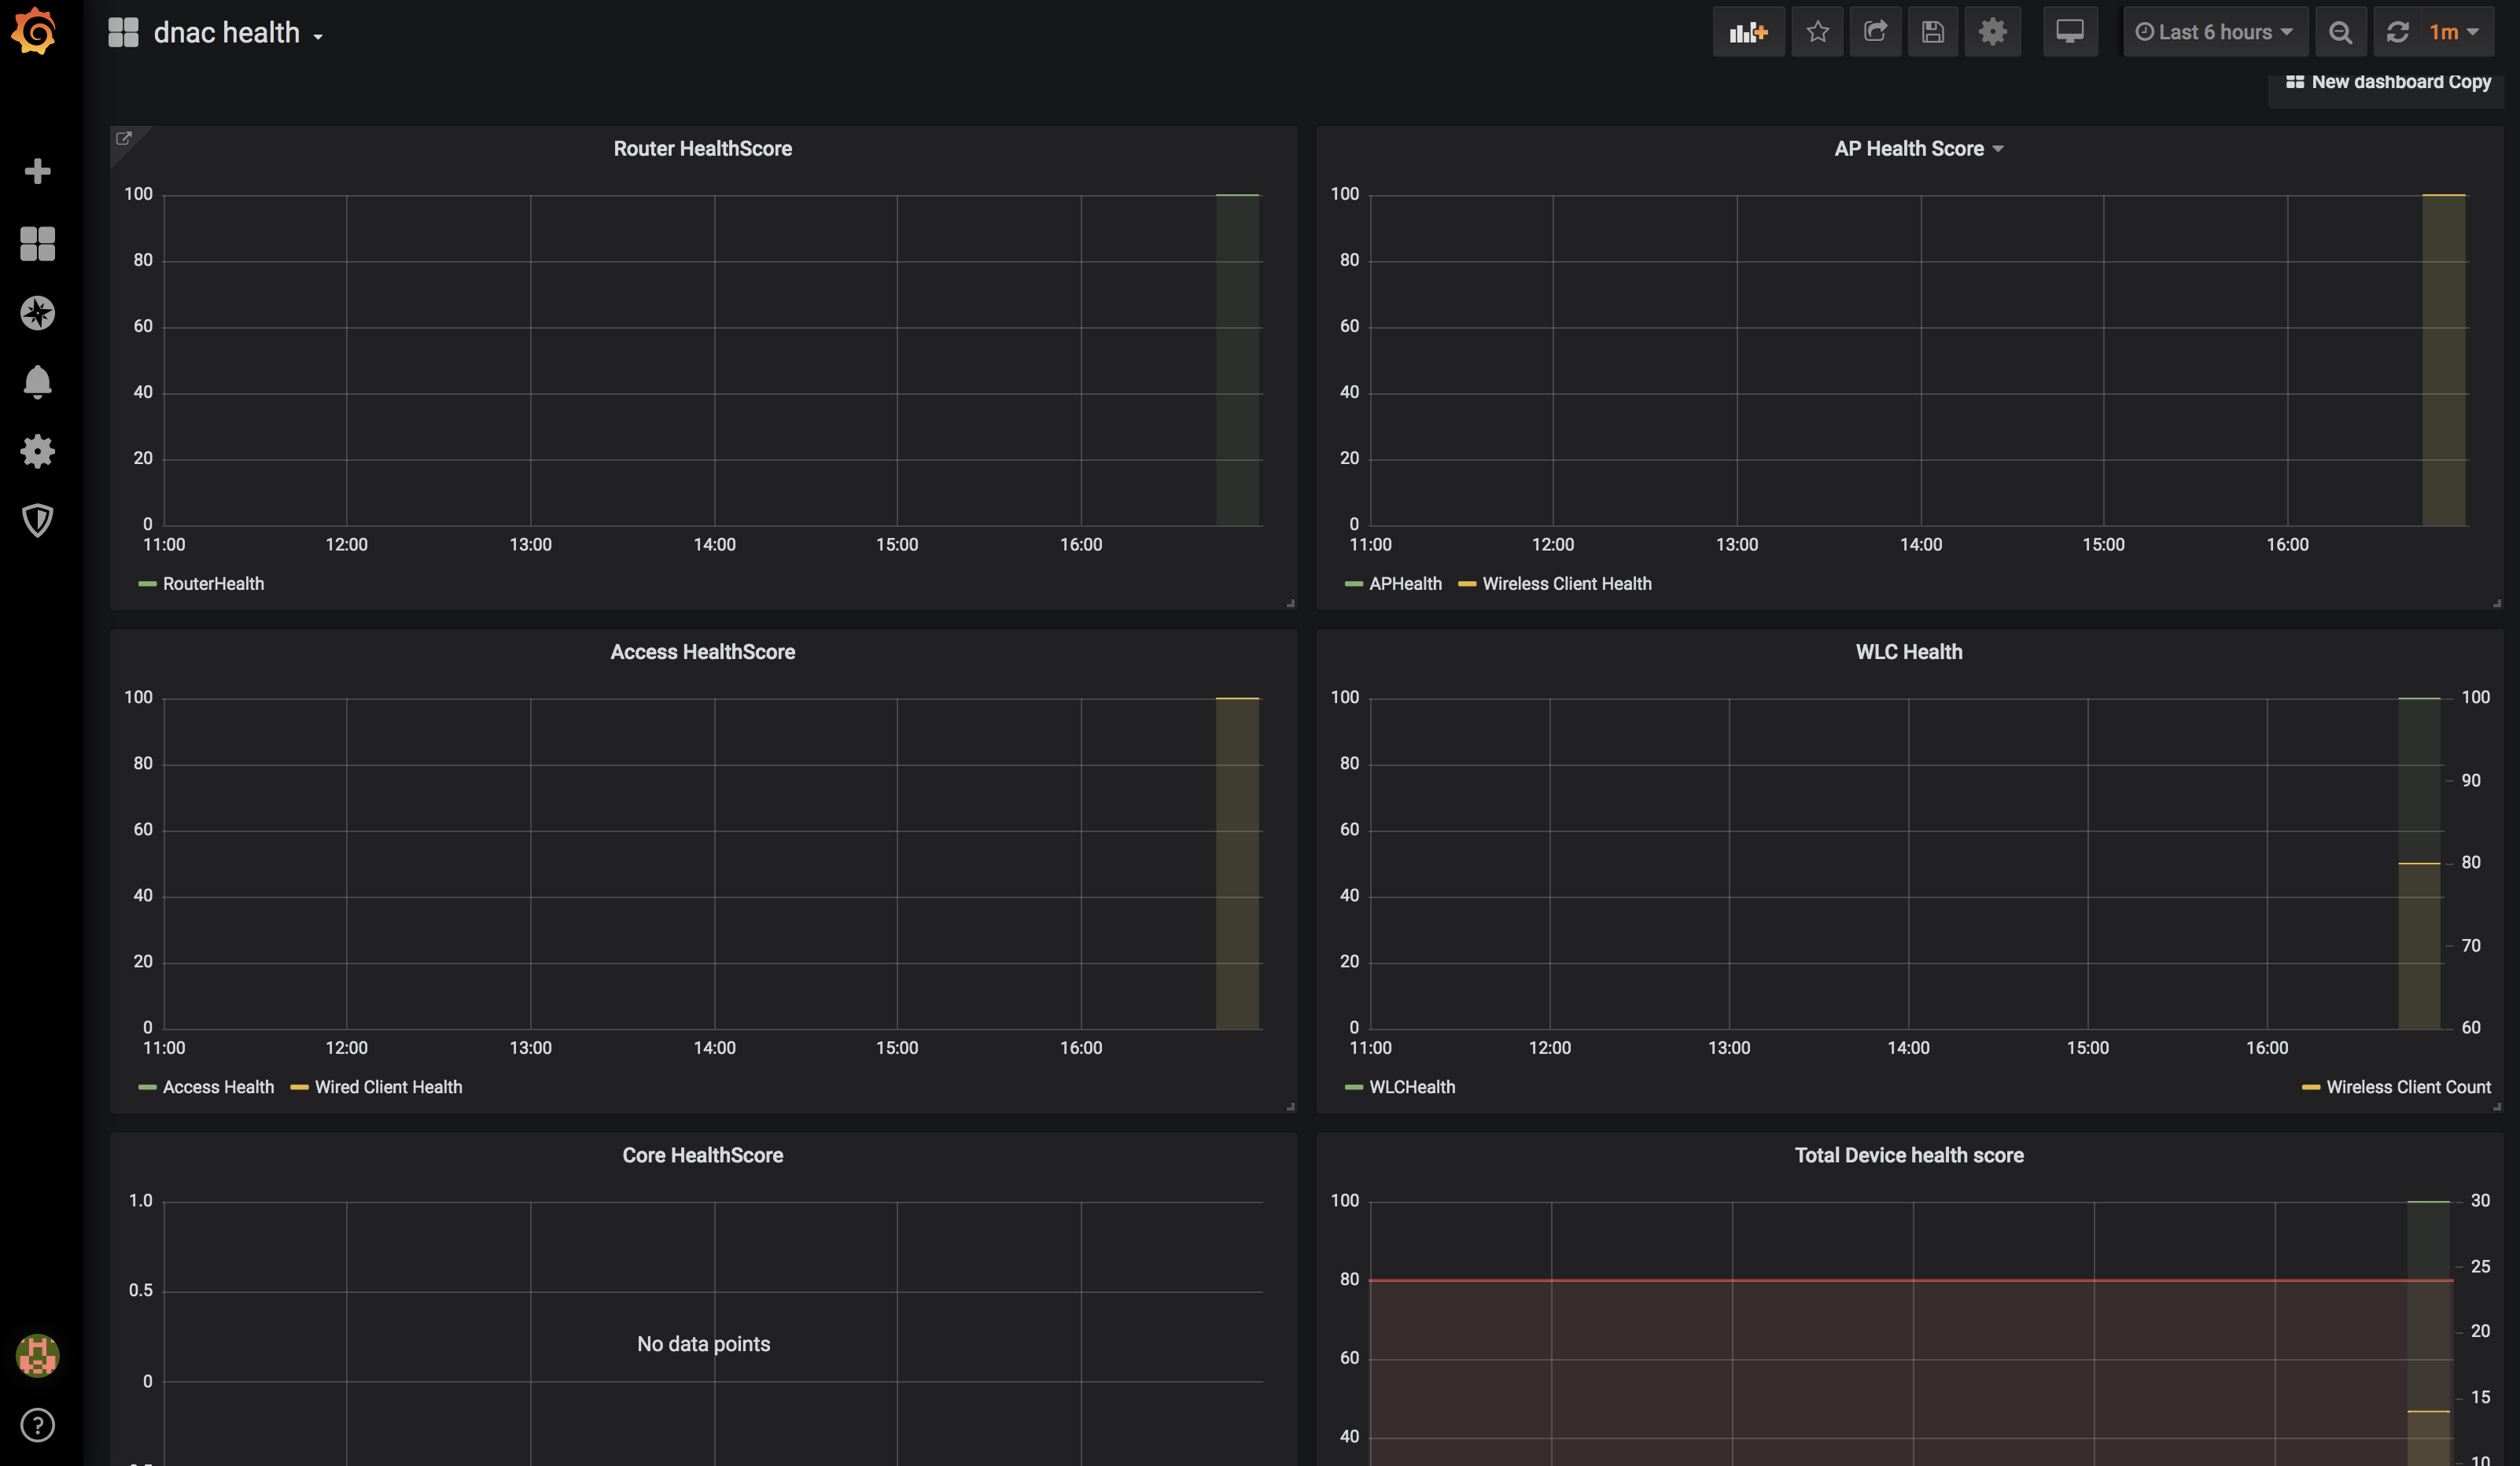 dnac health
Last 6 hours
1m
New dashboard Copy
Router HealthScore
100
80
60
40
20
0
11:00 12:00 13:00 14:00 15:00 16:00
RouterHealth
AP Health Score
100
80
60
40
20
0
11:00 12:00 13:00 14:00 15:00 16:00
APHealth Wireless Client Health
Access HealthScore
100
80
60
40
20
0
11:00 12:00 13:00 14:00 15:00 16:00
Access Health Wired Client Health
WLC Health
100 100
80 90
60 80
40 70
20 60
0
11:00 12:00 13:00 14:00 15:00 16:00
WLCHealth Wireless Client Count
Core HealthScore
1.0
0.5
No data points
0
Total Device health score
100 30
80 25
60 20
40 15
10
?